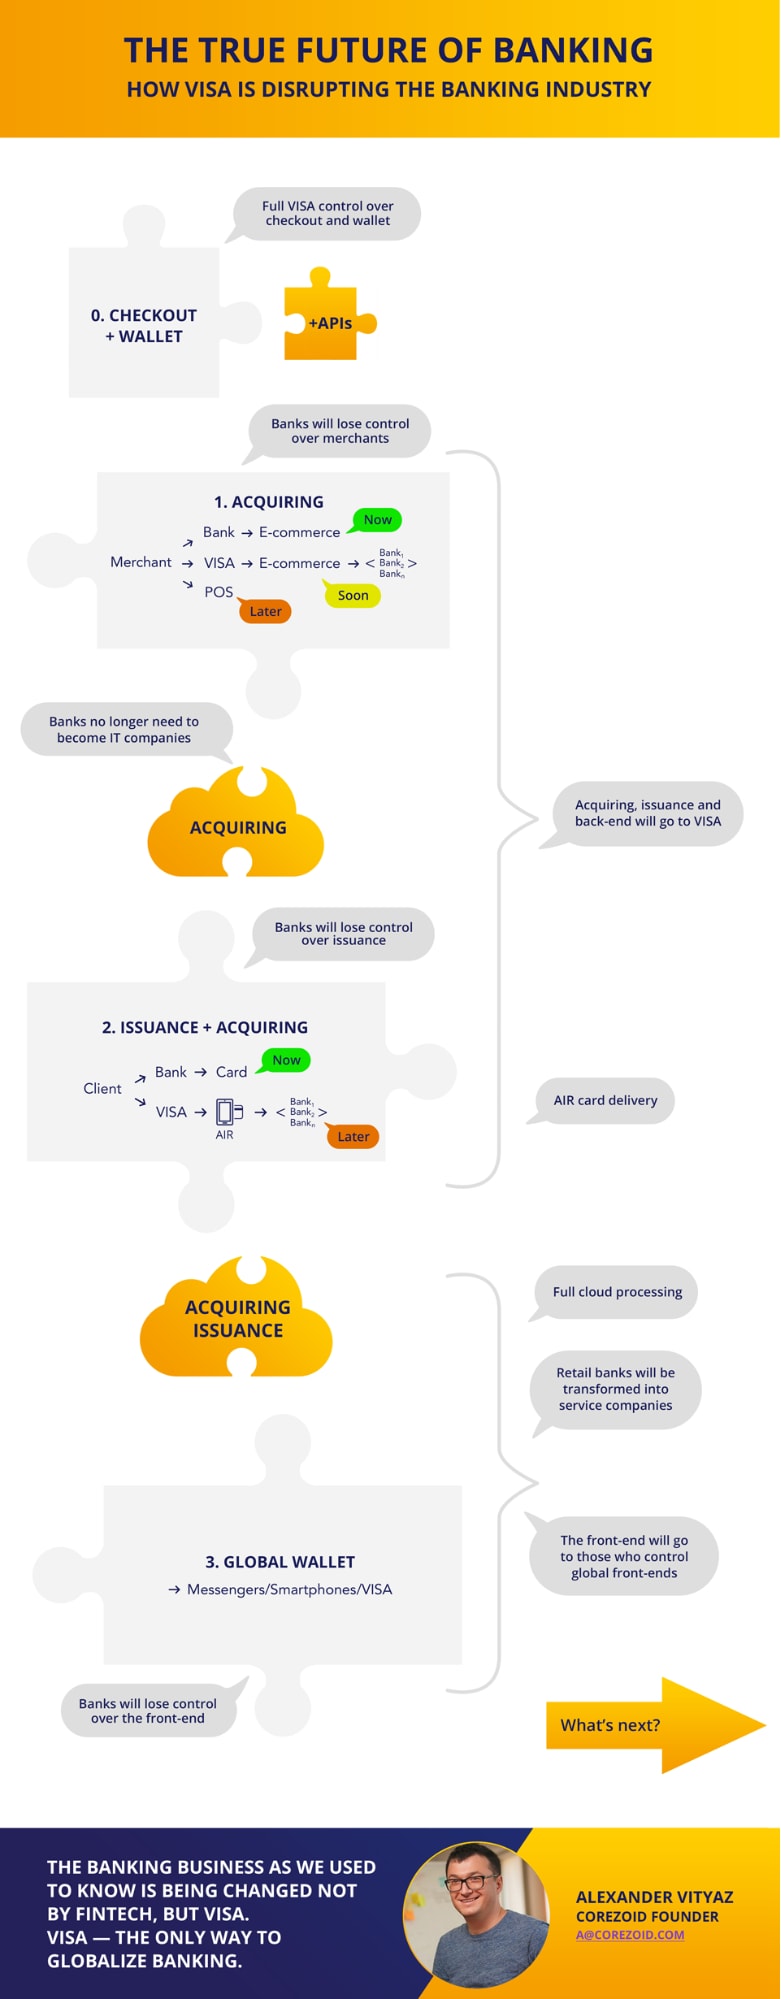 THE TRUE FUTURE OF BANKING
HOW VISA IS DISRUPTING THE BANKING INDUSTRY
Full VISA control over
checkout and wallet
0. CHECKOUT
+ WALLET
+APIs
Banks will lose control
over merchants
1. ACQUIRING
Now
Bank → E-commerce
Merchant → VISA → E-commerce → < Bank₁ Bank₂ Bankₙ >
POS
Soon
Later
Banks no longer need to
become IT companies
ACQUIRING
Acquiring, issuance and
back-end will go to VISA
Banks will lose control
over issuance
2. ISSUANCE + ACQUIRING
Now
Bank → Card
Client
VISA → AIR → < Bank₁ Bank₂ Bankₙ >
Later
AIR card delivery
ACQUIRING
ISSUANCE
Full cloud processing
Retail banks will be
transformed into
service companies
The front-end will go
to those who control
global front-ends
3. GLOBAL WALLET
→ Messengers/Smartphones/VISA
Banks will lose control
over the front-end
What's next?
THE BANKING BUSINESS AS WE USED
TO KNOW IS BEING CHANGED NOT
BY FINTECH, BUT VISA.
VISA — THE ONLY WAY TO
GLOBALIZE BANKING.
ALEXANDER VITYAZ
COREZOID FOUNDER
A@COREZOID.COM